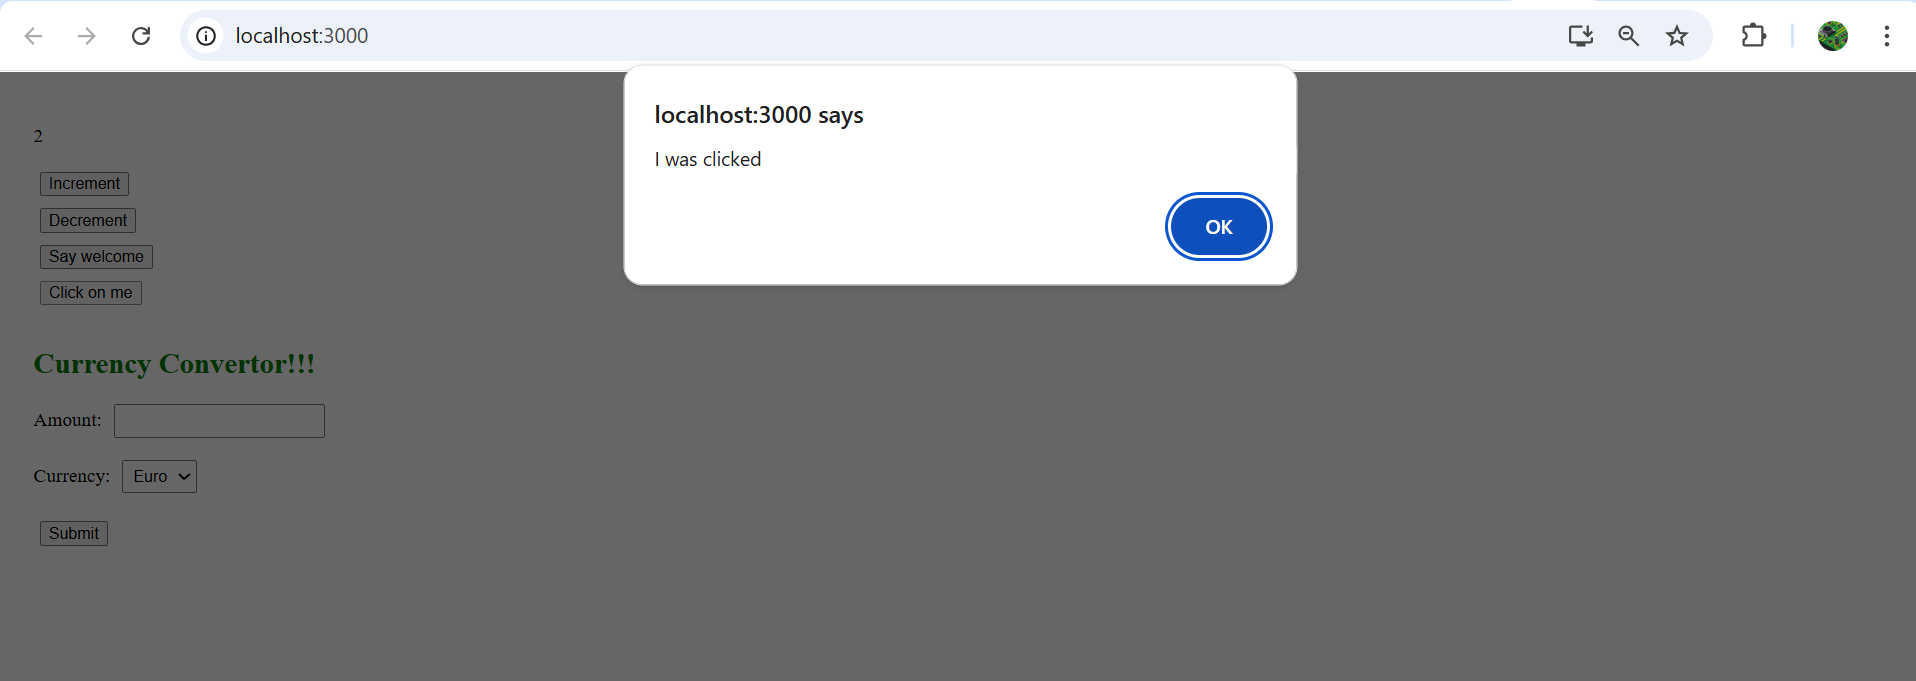 localhost:3000
localhost:3000 says
I was clicked
OK
2
Increment
Decrement
Say welcome
Click on me
Currency Convertor!!!
Amount:
Currency: Euro
Submit